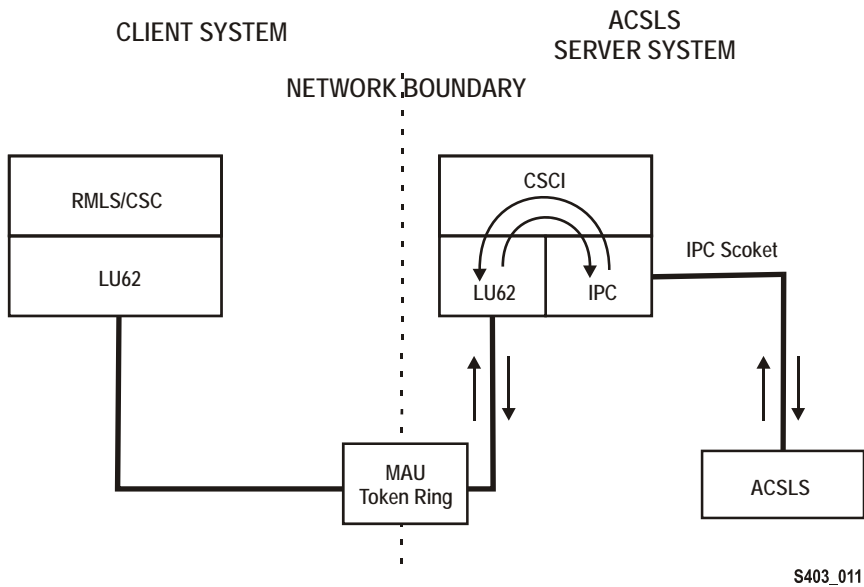 CLIENT SYSTEM
ACSLS
SERVER SYSTEM
NETWORK BOUNDARY
RMLS/CSC
LU62
CSCI
LU62
IPC
IPC Scoket
MAU
Token Ring
ACSLS
S403_011